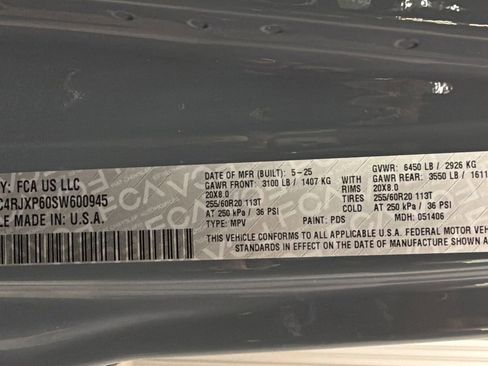 Y: FCA US LLC
C4RJXP60SW600945
LE MADE IN U.S.A.
DATE OF MFR (BUILT): 5-25
GAWR FRONT: 3100 LB / 1407 KG
20X8.0
255/60R20 113T
AT 250 kPa / 36 PSI
TYPE: MPV
GVWR: 6450 LB / 2926 KG
WITH GAWR REAR: 3550 LB / 1611
RIMS 20X8.0
TIRES 255/60R20 113T
COLD AT 250 kPa / 36 PSI
PAINT: PDS MDH: 051406
THIS VEHICLE CONFORMS TO ALL APPLICABLE U.S.A. FEDERAL MOTOR VEHICLE
STANDARDS IN EFFECT ON THE DATE OF MANUFACTURE SHOWN A